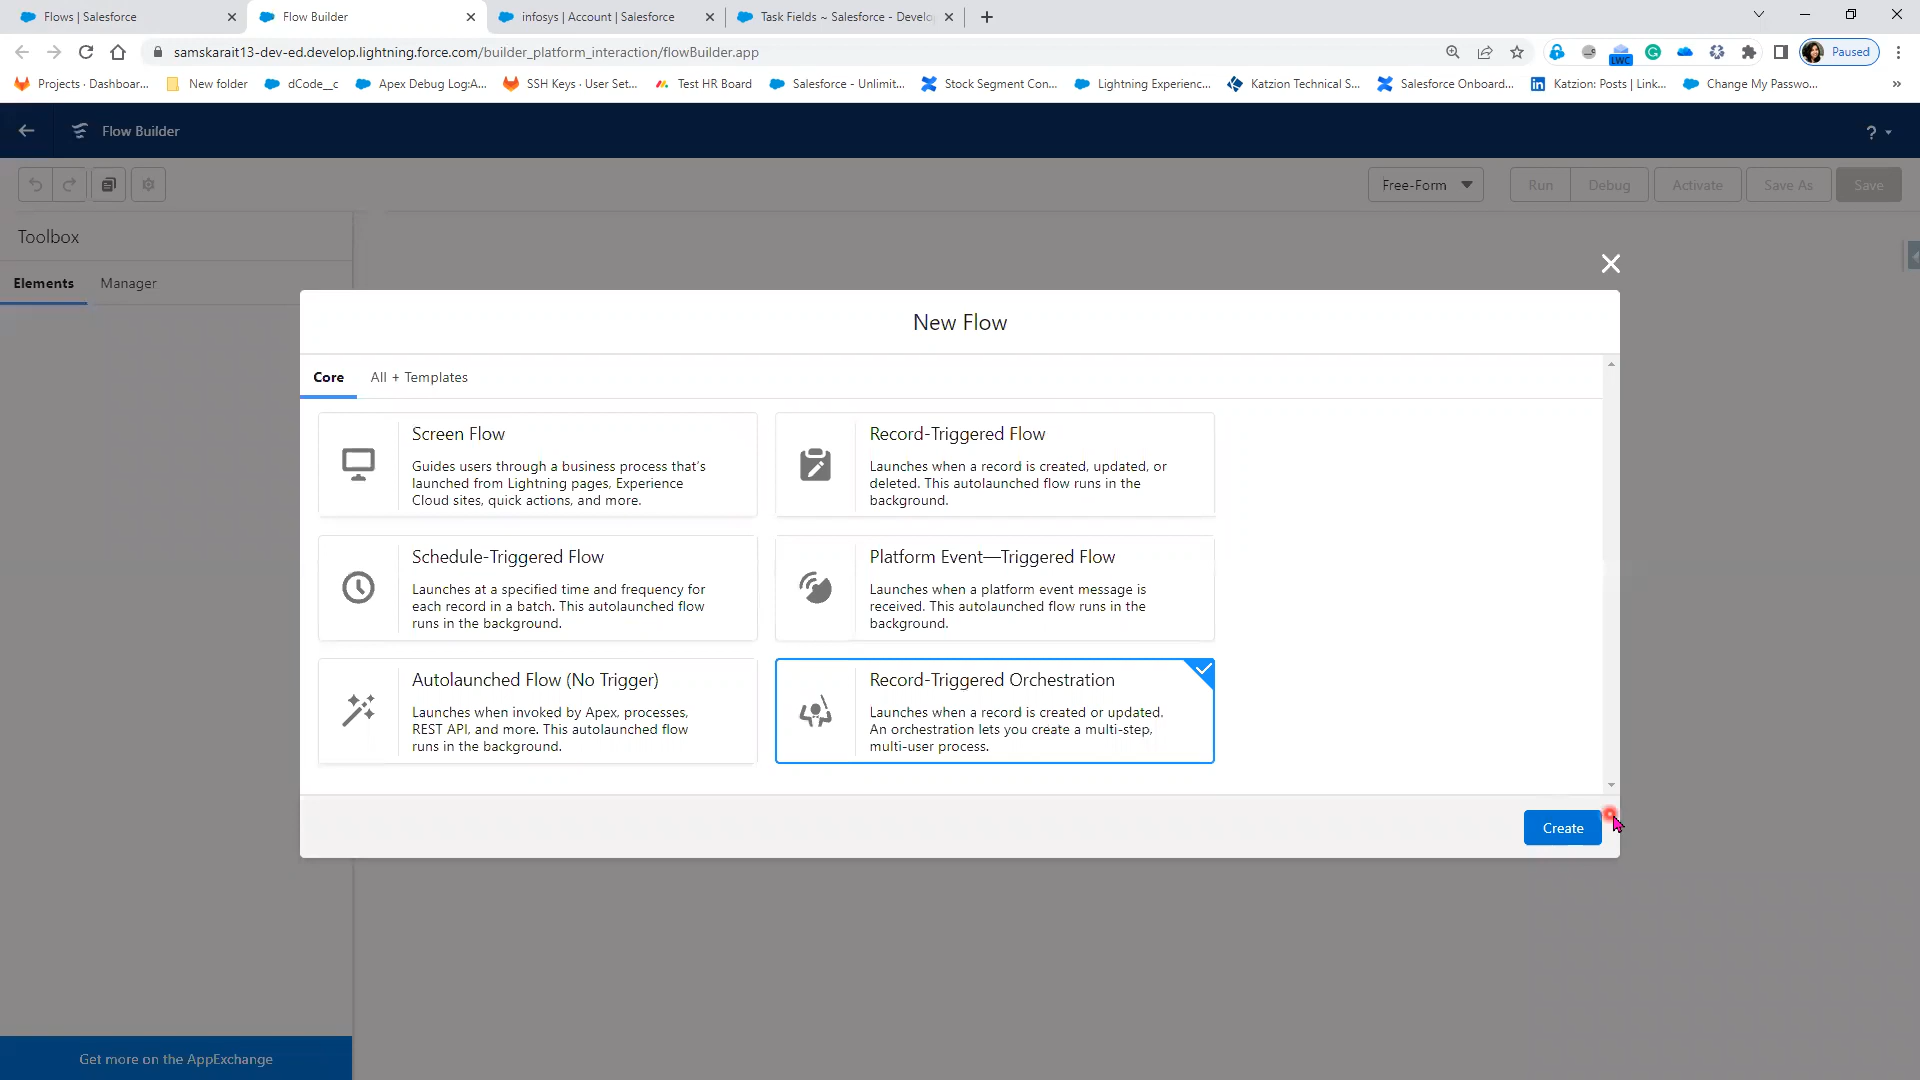 Flows | Salesforce
Flow Builder
infosys | Account | Salesforce
Task Fields ~ Salesforce - Develo
samskarait13-dev-ed.develop.lightning.force.com/builder_platform_interaction/flowBuilder.app
LWC
Paused
Projects · Dashboar...
New folder
dCode__c
Apex Debug Log:A...
SSH Keys · User Set...
Test HR Board
Salesforce - Unlimit...
Stock Segment Con...
Lightning Experienc...
Katzion Technical S...
Salesforce Onboard...
Katzion: Posts | Link...
Change My Passwo...
»
Flow Builder
?
Free-Form
Run
Debug
Activate
Save As
Save
Toolbox
Elements
Manager
New Flow
Core
All + Templates
Screen Flow
Guides users through a business process that's
launched from Lightning pages, Experience
Cloud sites, quick actions, and more.
Record-Triggered Flow
Launches when a record is created, updated, or
deleted. This autolaunched flow runs in the
background.
Schedule-Triggered Flow
Launches at a specified time and frequency for
each record in a batch. This autolaunched flow
runs in the background.
Platform Event—Triggered Flow
Launches when a platform event message is
received. This autolaunched flow runs in the
background.
Autolaunched Flow (No Trigger)
Launches when invoked by Apex, processes,
REST API, and more. This autolaunched flow
runs in the background.
Record-Triggered Orchestration
Launches when a record is created or updated.
An orchestration lets you create a multi-step,
multi-user process.
Create
Get more on the AppExchange